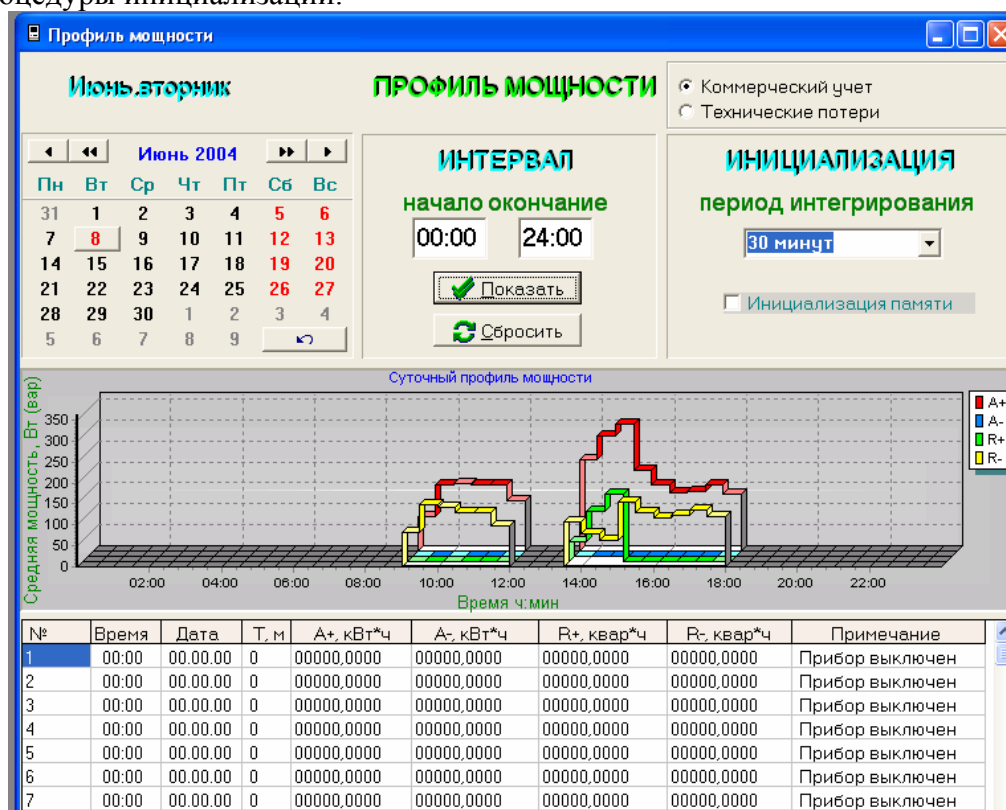 оцедуры инициализации.
Профиль мощности
Июнь,вторник
ПРОФИЛЬ МОЩНОСТИ
Коммерческий учет
Технические потери
Июнь 2004
Пн Вт Ср Чт Пт Сб Вс
31 1 2 3 4 5 6
7 8 9 10 11 12 13
14 15 16 17 18 19 20
21 22 23 24 25 26 27
28 29 30 1 2 3 4
5 6 7 8 9
ИНТЕРВАЛ
начало окончание
00:00 24:00
Показать
Сбросить
ИНИЦИАЛИЗАЦИЯ
период интегрирования
30 минут
Инициализация памяти
Суточный профиль мощности
Средняя мощность, Вт (вар)
350
300
250
200
150
100
50
0
02:00 04:00 06:00 08:00 10:00 12:00 14:00 16:00 18:00 20:00 22:00
Время ч:мин
A+
A-
R+
R-
№ Время Дата Т, м A+, кВт*ч A-, кВт*ч R+, квар*ч R-, квар*ч Примечание
1 00:00 00.00.00 0 00000,0000 00000,0000 00000,0000 00000,0000 Прибор выключен
2 00:00 00.00.00 0 00000,0000 00000,0000 00000,0000 00000,0000 Прибор выключен
3 00:00 00.00.00 0 00000,0000 00000,0000 00000,0000 00000,0000 Прибор выключен
4 00:00 00.00.00 0 00000,0000 00000,0000 00000,0000 00000,0000 Прибор выключен
5 00:00 00.00.00 0 00000,0000 00000,0000 00000,0000 00000,0000 Прибор выключен
6 00:00 00.00.00 0 00000,0000 00000,0000 00000,0000 00000,0000 Прибор выключен
7 00:00 00.00.00 0 00000,0000 00000,0000 00000,0000 00000,0000 Прибор выключен